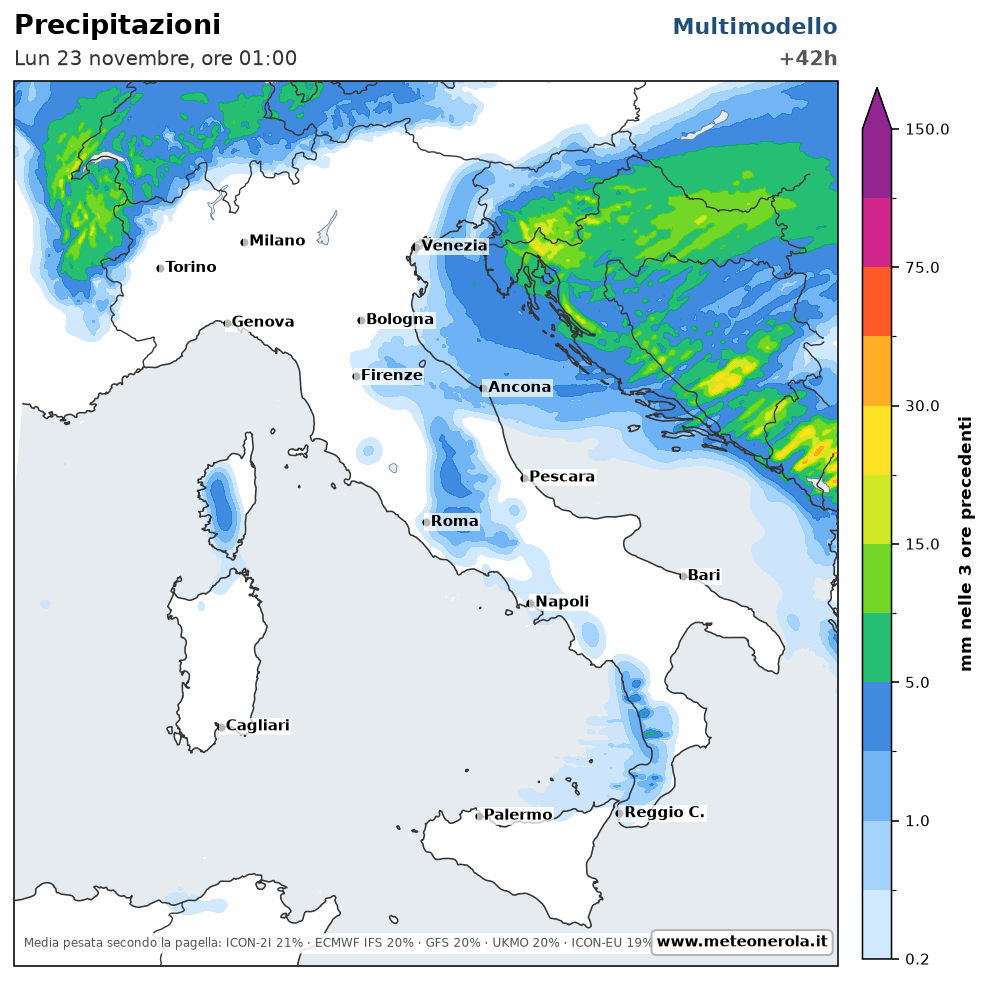 Precipitazioni
Multimodello
Lun 23 novembre, ore 01:00
+42h
150.0
75.0
30.0
15.0
5.0
1.0
0.2
mm nelle 3 ore precedenti
Milano
Venezia
Torino
Genova
Bologna
Firenze
Ancona
Pescara
Roma
Bari
Napoli
Cagliari
Palermo
Reggio C.
Media pesata secondo la pagella: ICON-2I 21% · ECMWF IFS 20% · GFS 20% · UKMO 20% · ICON-EU 19%
www.meteonerola.it